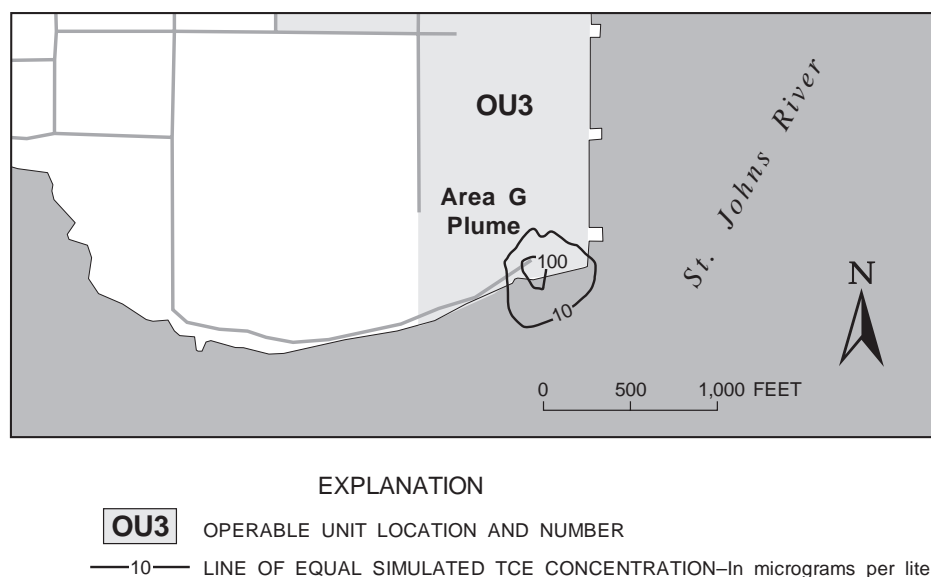 OU3
Area G
Plume
100
10
St. Johns River
N
0 500 1,000 FEET
EXPLANATION
OU3 OPERABLE UNIT LOCATION AND NUMBER
10 LINE OF EQUAL SIMULATED TCE CONCENTRATION–In micrograms per lite